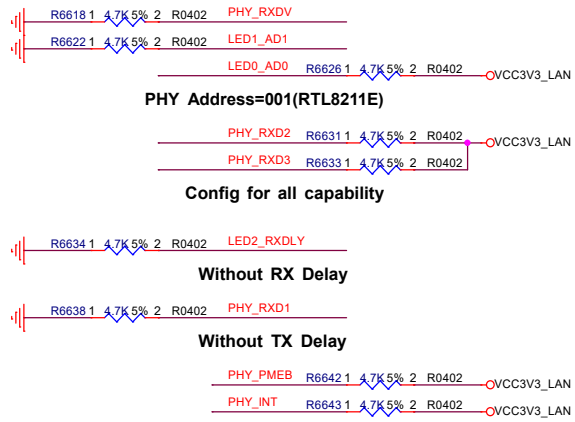 R6618 1 4.7K 5% 2 R0402 PHY_RXDV
R6622 1 4.7K 5% 2 R0402 LED1_AD1
LED0_AD0 R6626 1 4.7K 5% 2 R0402 VCC3V3_LAN
PHY Address=001(RTL8211E)
PHY_RXD2 R6631 1 4.7K 5% 2 R0402 VCC3V3_LAN
PHY_RXD3 R6633 1 4.7K 5% 2 R0402
Config for all capability
R6634 1 4.7K 5% 2 R0402 LED2_RXDLY
Without RX Delay
R6638 1 4.7K 5% 2 R0402 PHY_RXD1
Without TX Delay
PHY_PMEB R6642 1 4.7K 5% 2 R0402 VCC3V3_LAN
PHY_INT R6643 1 4.7K 5% 2 R0402 VCC3V3_LAN